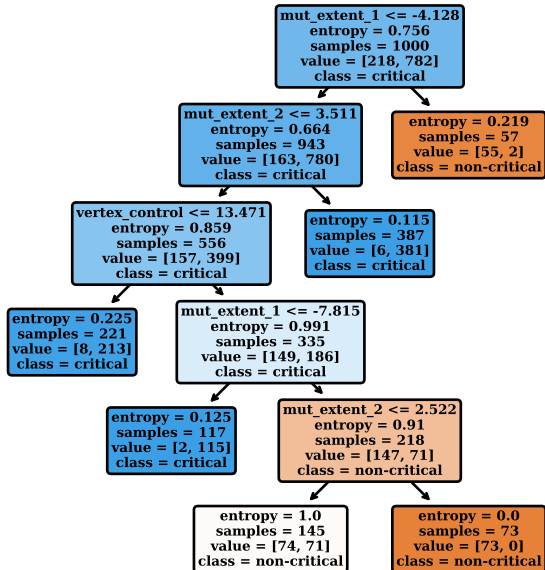 mut_extent_1 <= -4.128
entropy = 0.756
samples = 1000
value = [218, 782]
class = critical
mut_extent_2 <= 3.511
entropy = 0.664
samples = 943
value = [163, 780]
class = critical
entropy = 0.219
samples = 57
value = [55, 2]
class = non-critical
vertex_control <= 13.471
entropy = 0.859
samples = 556
value = [157, 399]
class = critical
entropy = 0.115
samples = 387
value = [6, 381]
class = critical
entropy = 0.225
samples = 221
value = [8, 213]
class = critical
mut_extent_1 <= -7.815
entropy = 0.991
samples = 335
value = [149, 186]
class = critical
entropy = 0.125
samples = 117
value = [2, 115]
class = critical
mut_extent_2 <= 2.522
entropy = 0.91
samples = 218
value = [147, 71]
class = non-critical
entropy = 1.0
samples = 145
value = [74, 71]
class = non-critical
entropy = 0.0
samples = 73
value = [73, 0]
class = non-critical